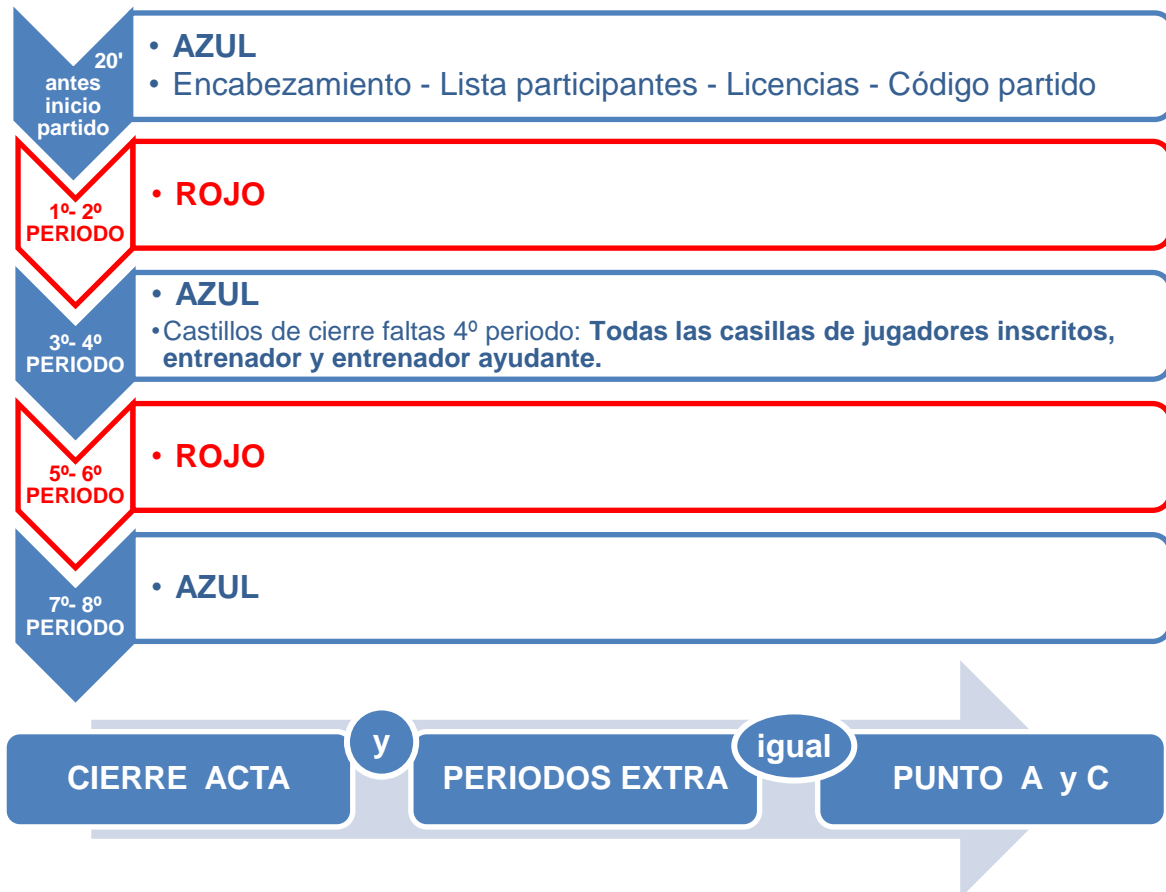 20'
antes
inicio
partido
• AZUL
• Encabezamiento - Lista participantes - Licencias - Código partido
1º- 2º
PERIODO
• ROJO
3º- 4º
PERIODO
• AZUL
•Castillos de cierre faltas 4º periodo: Todas las casillas de jugadores inscritos,
entrenador y entrenador ayudante.
5º- 6º
PERIODO
• ROJO
7º- 8º
PERIODO
• AZUL
CIERRE ACTA
y
PERIODOS EXTRA
igual
PUNTO A y C